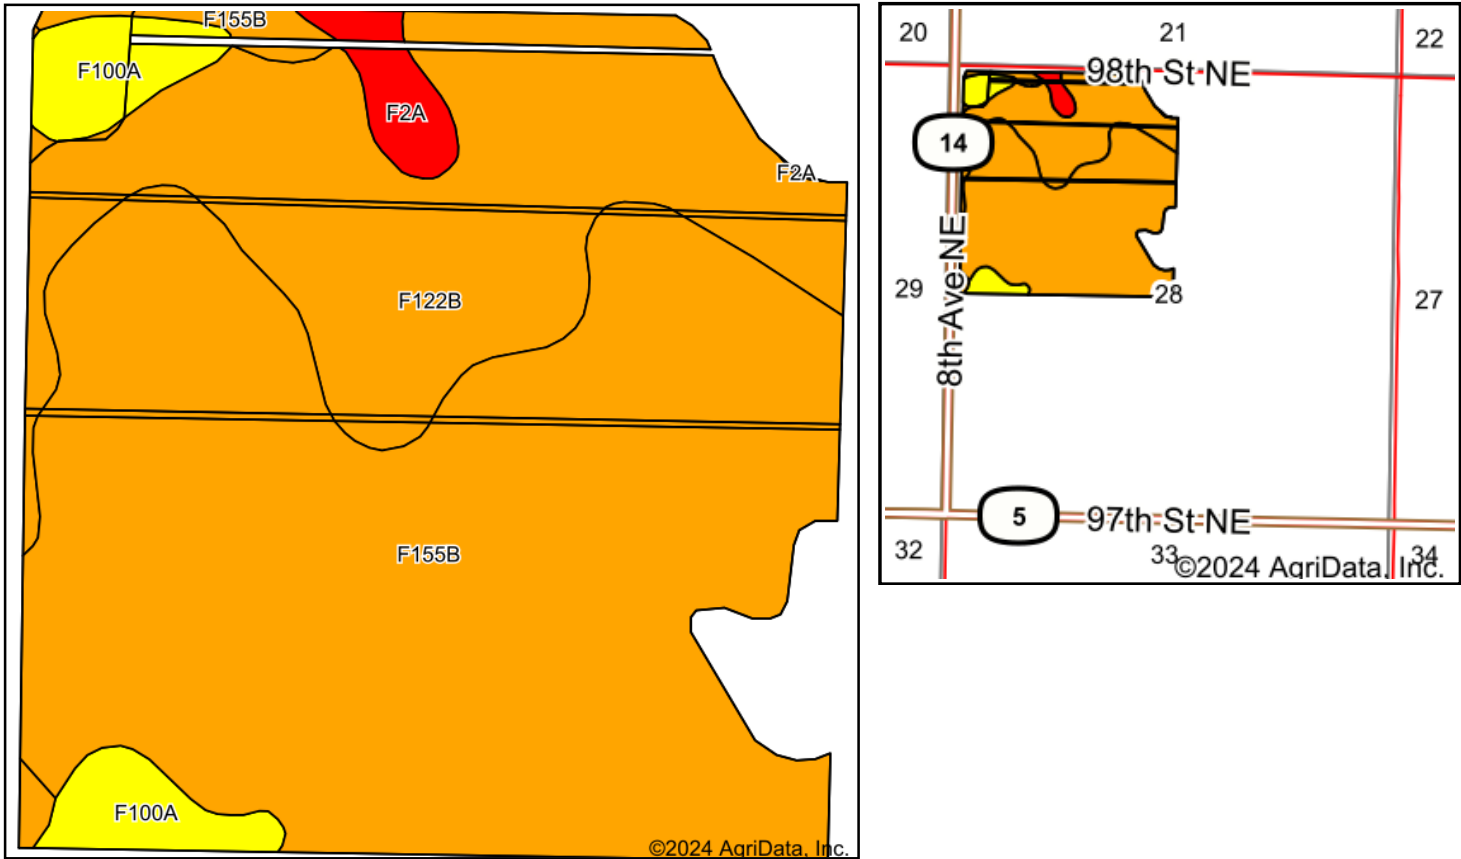 F155B
F100A
F2A
F2A
F122B
F155B
F100A
©2024 AgriData, Inc.
20
21
22
98th St NE
14
8th Ave NE
29
28
27
5
97th St NE
32
33
34
©2024 AgriData, Inc.